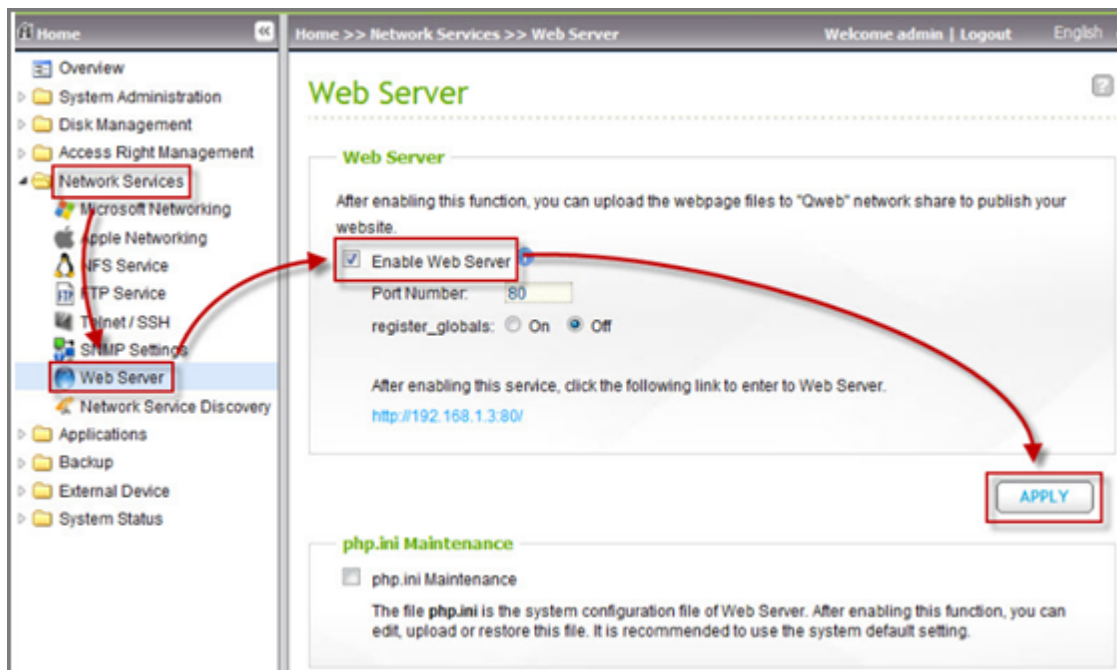 Home
Home >> Network Services >> Web Server
Welcome admin | Logout
English
Overview
System Administration
Disk Management
Access Right Management
Network Services
Microsoft Networking
Apple Networking
NFS Service
FTP Service
Telnet / SSH
SNMP Settings
Web Server
Network Service Discovery
Applications
Backup
External Device
System Status
Web Server
Web Server
After enabling this function, you can upload the webpage files to "Qweb" network share to publish your
website.
Enable Web Server
Port Number: 80
register_globals: On Off
After enabling this service, click the following link to enter to Web Server.
http://192.168.1.3:80/
APPLY
php.ini Maintenance
php.ini Maintenance
The file php.ini is the system configuration file of Web Server. After enabling this function, you can
edit, upload or restore this file. It is recommended to use the system default setting.